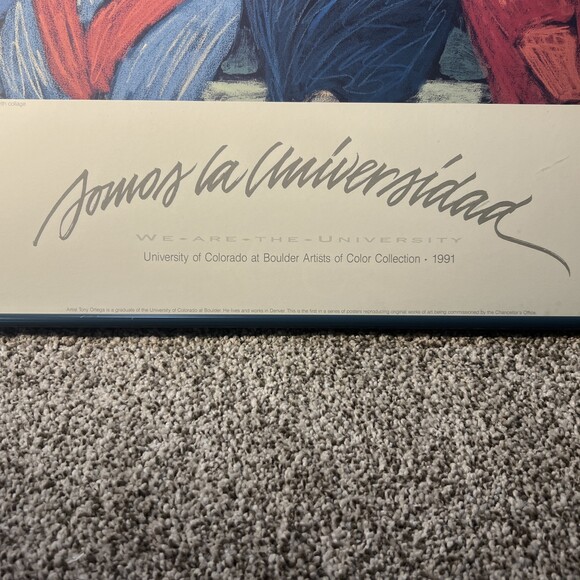 with collage
Somos la Universidad
We-are-the-University
University of Colorado at Boulder Artists of Color Collection • 1991
Artist Tony Ortega is a graduate of the University of Colorado at Boulder. He lives and works in Denver. This is the first in a series of posters reproducing original works of art being commissioned by the Chancellor's Office.